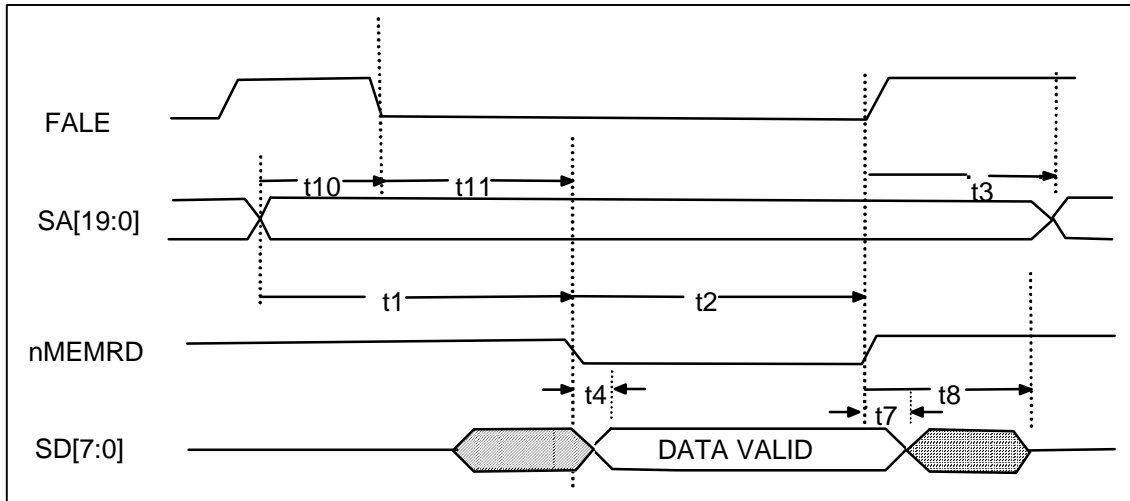 FALE
t10 t11 t3
SA[19:0]
t1 t2
nMEMRD
t4 t7 t8
SD[7:0] DATA VALID